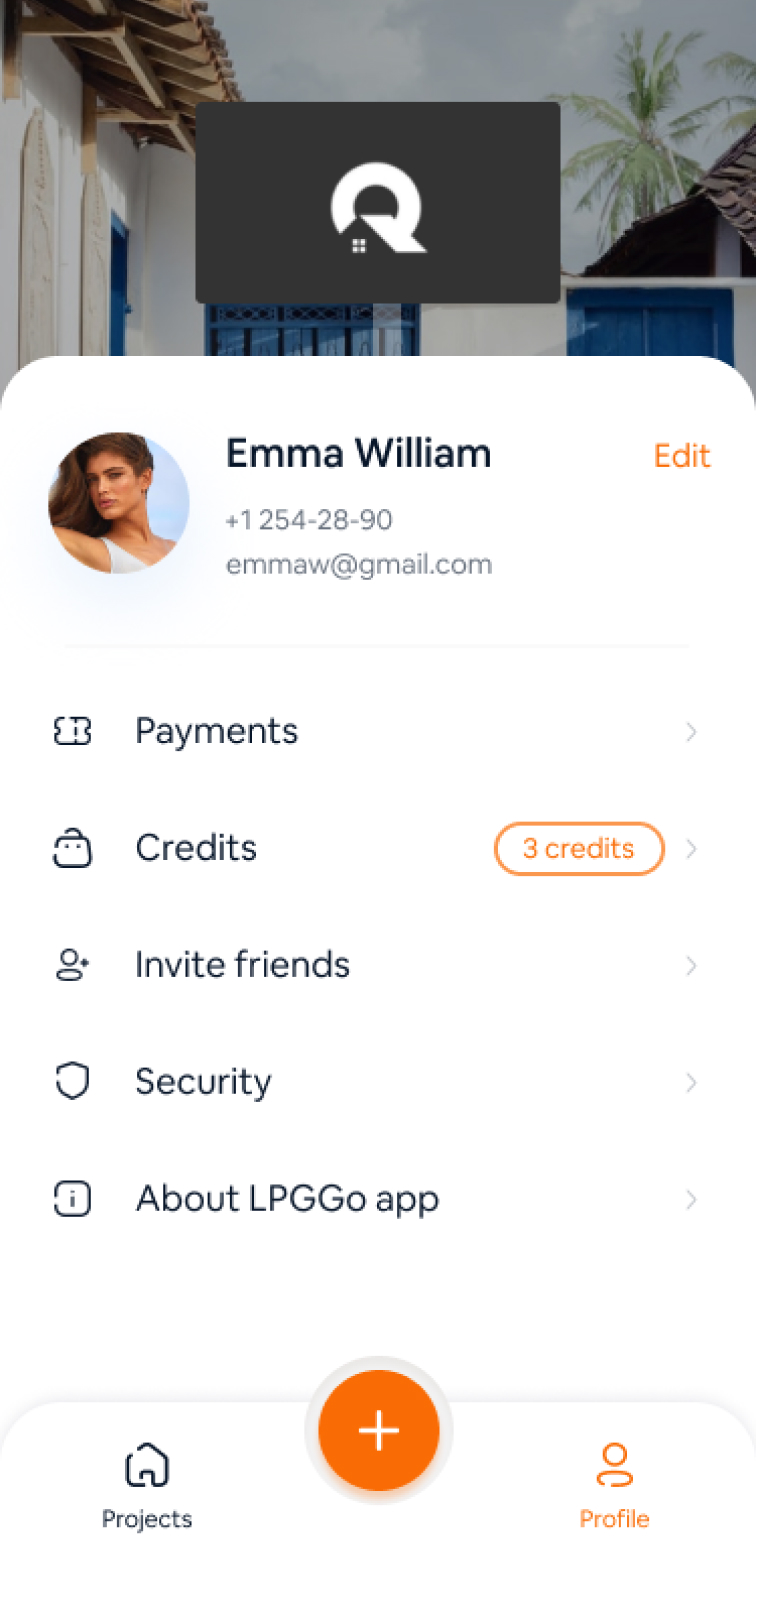 Emma William
Edit
+1 254-28-90
emmaw@gmail.com
Payments
Credits
3 credits
Invite friends
Security
About LPGGo app
Projects
Profile